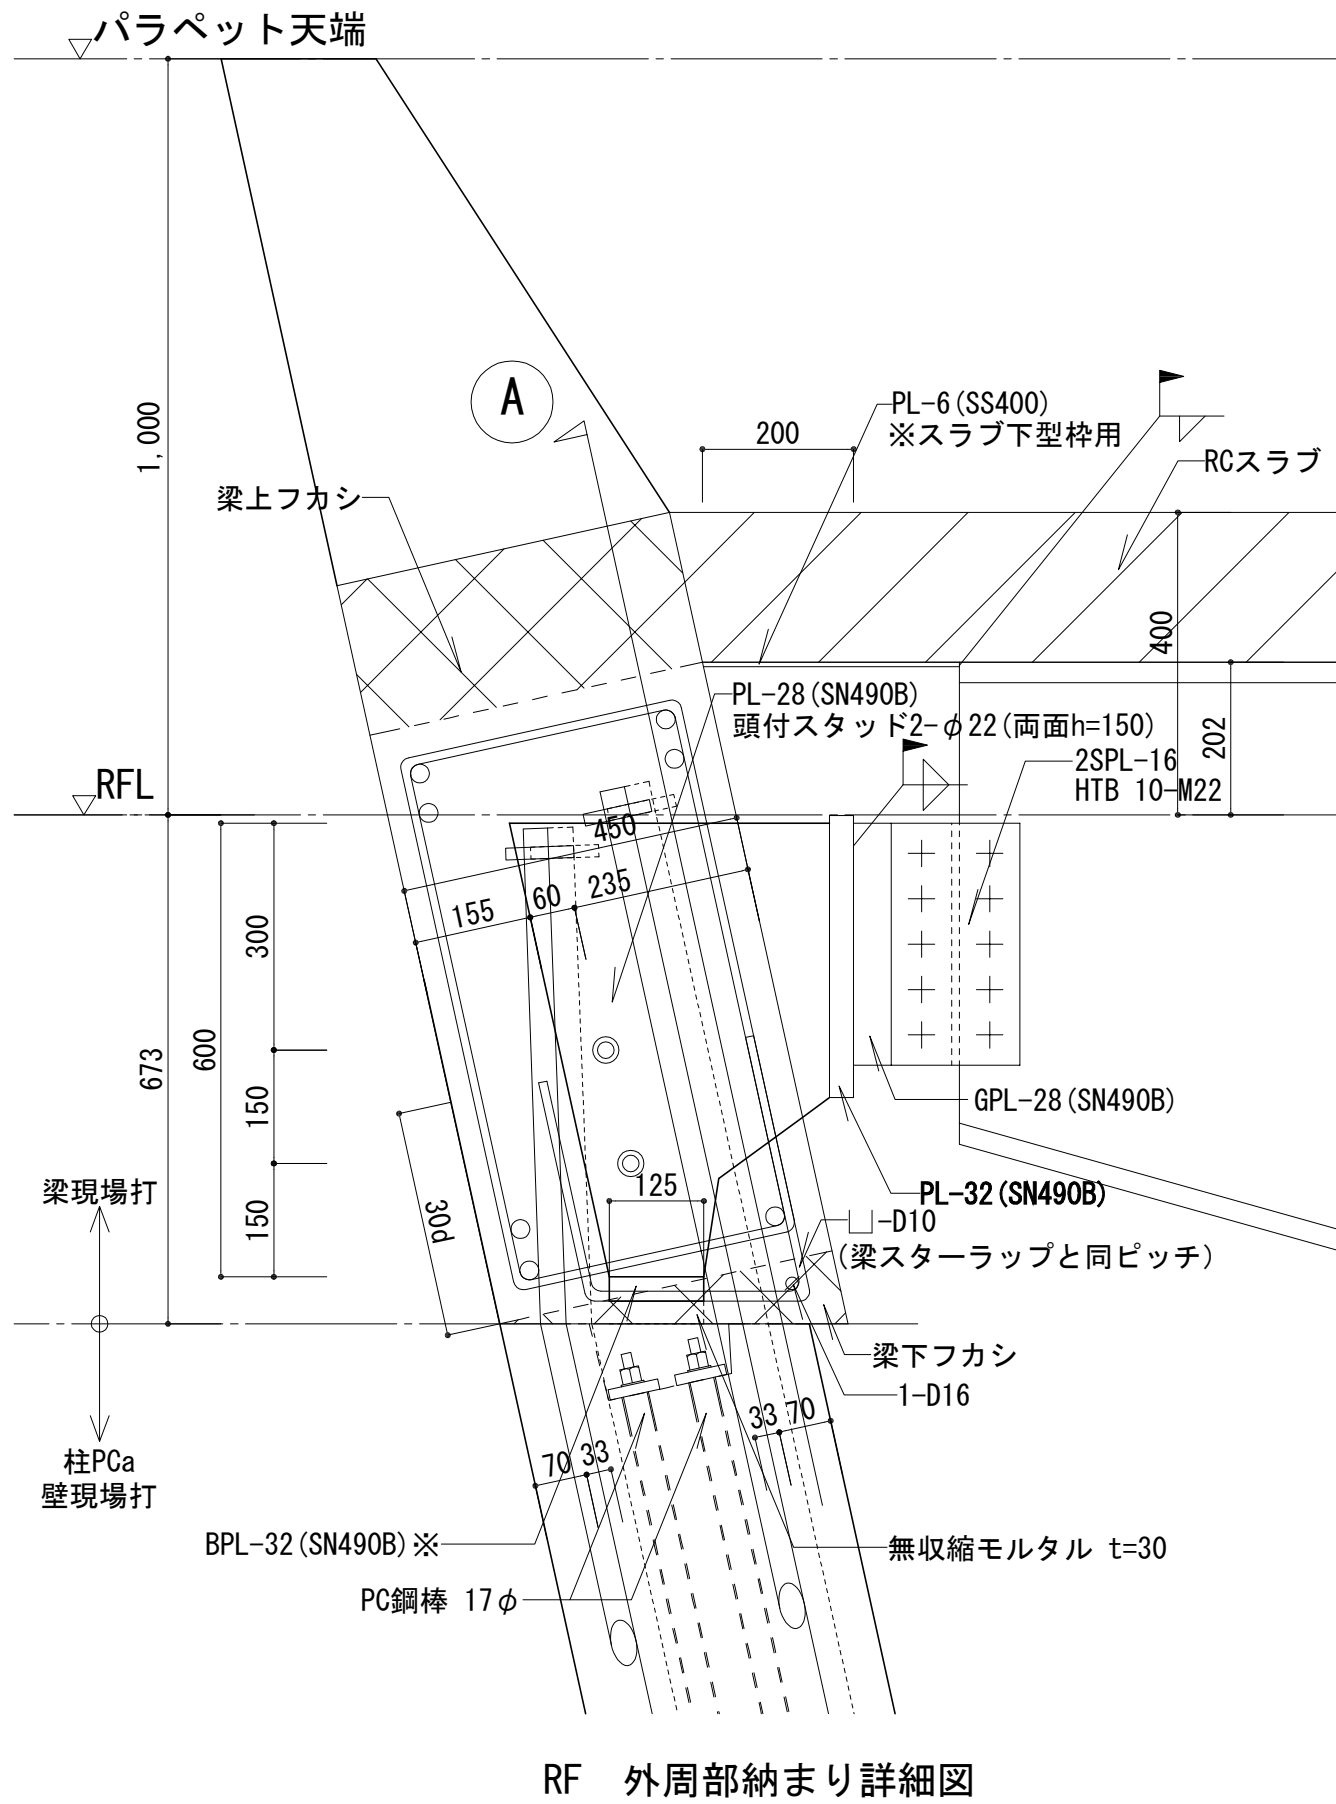 パラペット天端
A
PL-6(SS400)
※スラブ下型枠用
200
RCスラブ
1,000
梁上フカシ
400
PL-28(SN490B)
頭付スタッド2-φ22(両面h=150)
202
2SPL-16
HTB 10-M22
RFL
450
155
60
235
300
600
673
150
150
GPL-28(SN490B)
PL-32(SN490B)
125
梁現場打
30d
-D10
(梁スターラップと同ピッチ)
梁下フカシ
1-D16
33
70
柱PCa
壁現場打
70
33
BPL-32(SN490B)※
無収縮モルタル t=30
PC鋼棒 17φ
RF 外周部納まり詳細図